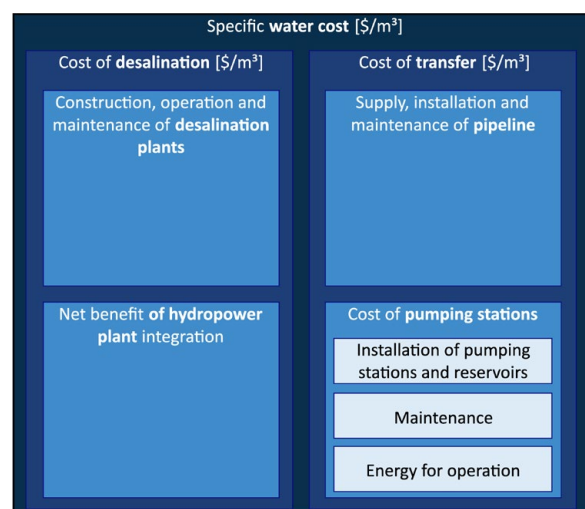 Specific water cost [$/m³]
Cost of desalination [$/m³]
Construction, operation and
maintenance of desalination
plants
Net benefit of hydropower
plant integration
Cost of transfer [$/m³]
Supply, installation and
maintenance of pipeline
Cost of pumping stations
Installation of pumping
stations and reservoirs
Maintenance
Energy for operation